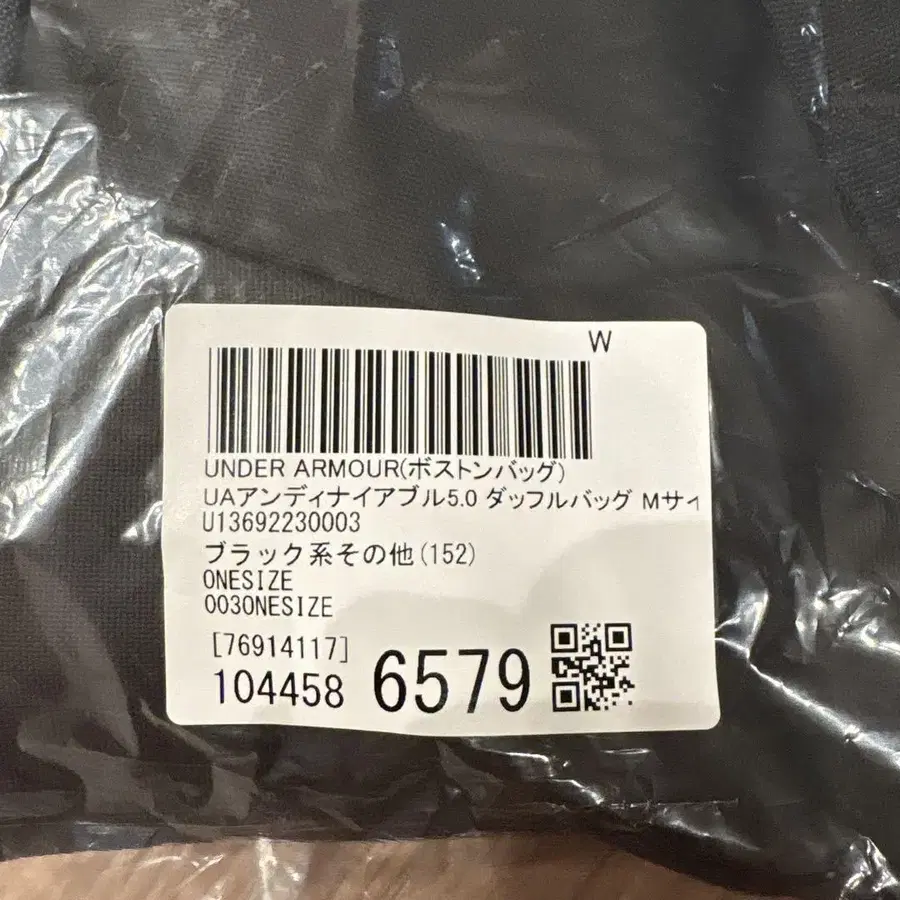 W
UNDER ARMOUR(ボストンバッグ)
UAアンディナイアブル5.0 ダッフルバッグ Mサイ
U13692230003
ブラック系その他(152)
ONESIZE
003ONESIZE
[76914117]
104458 6579